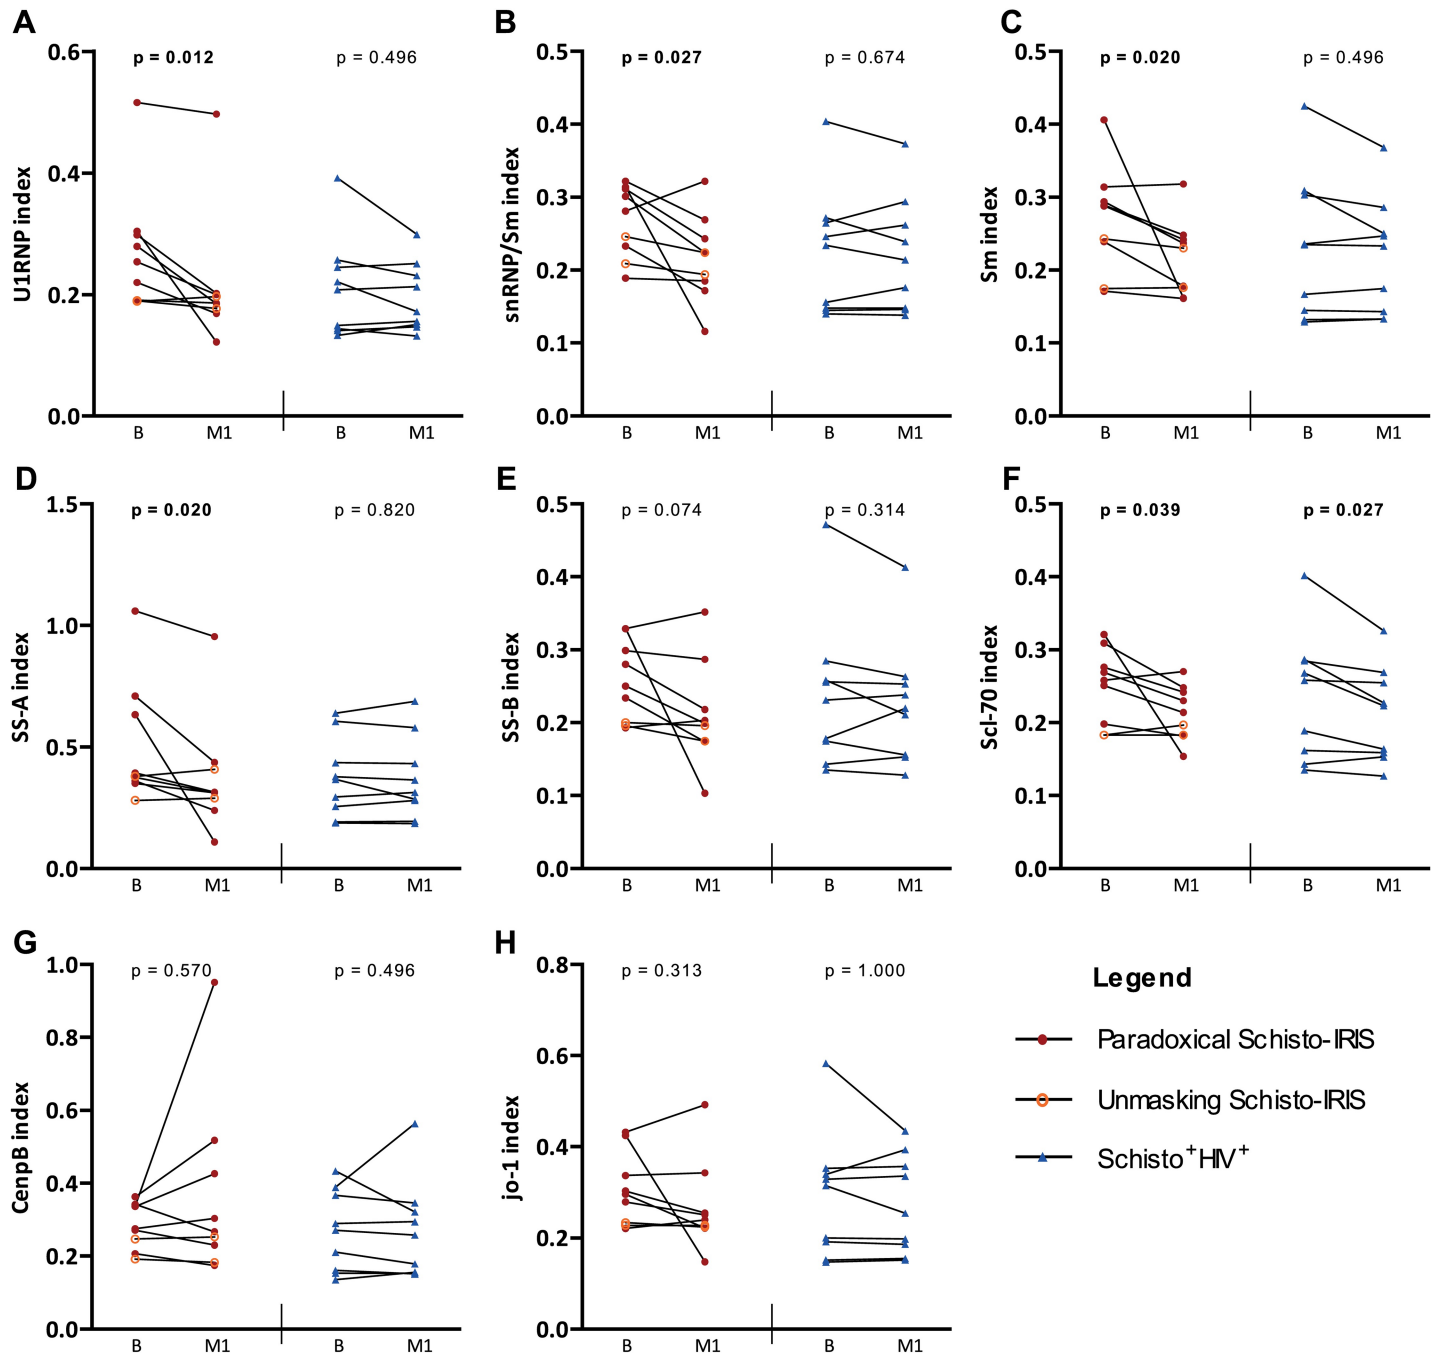 A
B
C
0.6
p = 0.012
p = 0.496
0.4
0.2
0.0
U1RNP index
B
M1
B
M1
0.5
p = 0.027
p = 0.674
0.4
0.3
0.2
0.1
0.0
snRNP/Sm index
B
M1
B
M1
0.5
p = 0.020
p = 0.496
0.4
0.3
0.2
0.1
0.0
Sm index
B
M1
B
M1
D
E
F
1.5
p = 0.020
p = 0.820
1.0
0.5
0.0
SS-A index
B
M1
B
M1
0.5
p = 0.074
p = 0.314
0.4
0.3
0.2
0.1
0.0
SS-B index
B
M1
B
M1
0.5
p = 0.039
p = 0.027
0.4
0.3
0.2
0.1
0.0
Scl-70 index
B
M1
B
M1
G
H
1.0
p = 0.570
p = 0.496
0.8
0.6
0.4
0.2
0.0
CenpB index
B
M1
B
M1
0.8
p = 0.313
p = 1.000
0.6
0.4
0.2
0.0
jo-1 index
B
M1
B
M1
Legend
Paradoxical Schisto-IRIS
Unmasking Schisto-IRIS
Schisto⁺HIV⁺